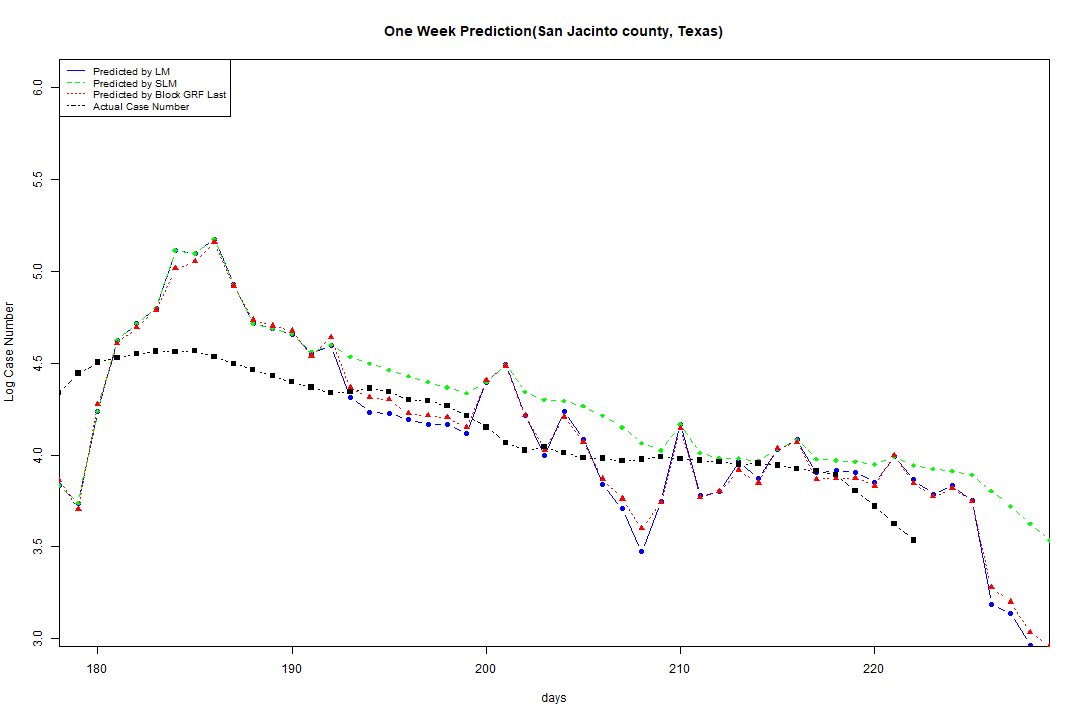 One Week Prediction(San Jacinto county, Texas)
Predicted by LM
Predicted by SLM
Predicted by Block GRF Last
Actual Case Number
6.0
5.5
5.0
4.5
4.0
3.5
3.0
Log Case Number
180 190 200 210 220
days